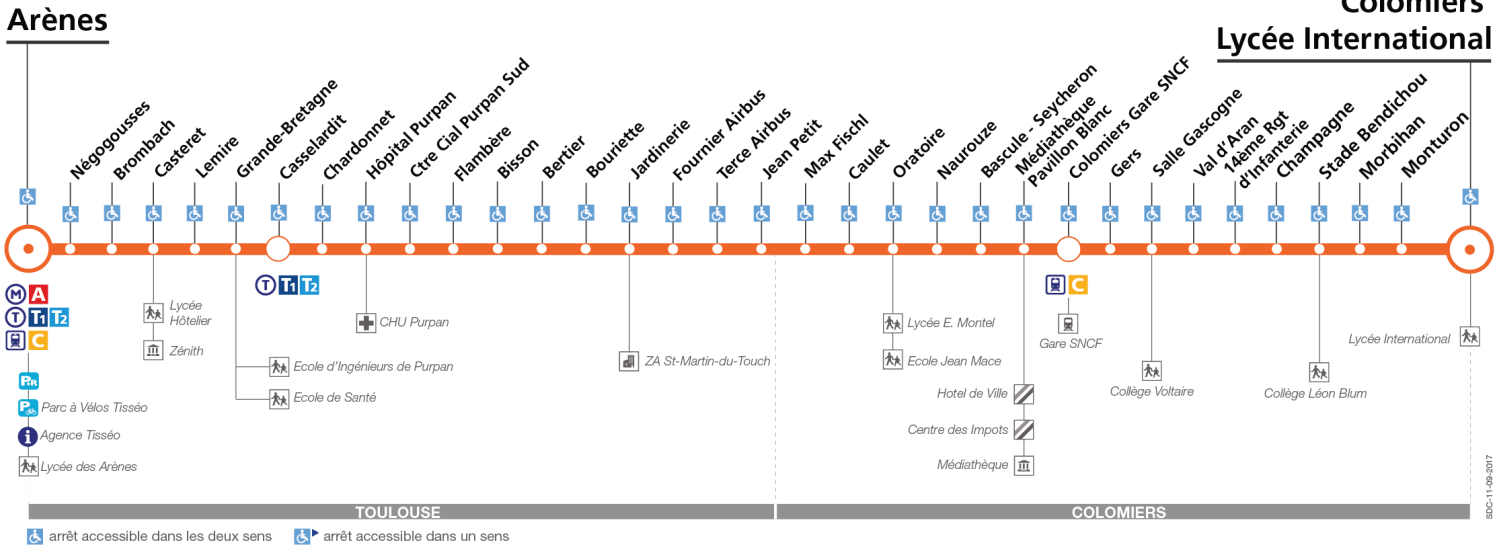 Arènes
Colomiers
Lycée International
Négogousses
Brombach
Casteret
Lemire
Grande-Bretagne
Casselardit
Chardonnet
Hôpital Purpan
Ctre Cial Purpan Sud
Flambère
Bisson
Bertier
Bouriette
Jardinerie
Fournier Airbus
Terce Airbus
Jean Petit
Max Fischl
Caulet
Oratoire
Naurouze
Bascule - Seycheron
Médiathèque
Pavillon Blanc
Colomiers Gare SNCF
Gers
Salle Gascogne
Val d'Aran
14ème Rgt
d'Infanterie
Champagne
Stade Bendichou
Morbihan
Monturon
M A
T T1 T2
C
P+R
P Parc à Vélos Tisséo
i Agence Tisséo
Lycée des Arènes
Lycée
Hôtelier
Zénith
Ecole d'Ingénieurs de Purpan
Ecole de Santé
T T1 T2
CHU Purpan
ZA St-Martin-du-Touch
Lycée E. Montel
Ecole Jean Mace
Hotel de Ville
Centre des Impots
Médiathèque
C
Gare SNCF
Collège Voltaire
Collège Léon Blum
Lycée International
TOULOUSE
COLOMIERS
arrêt accessible dans les deux sens
arrêt accessible dans un sens
SDC-11-09-2017